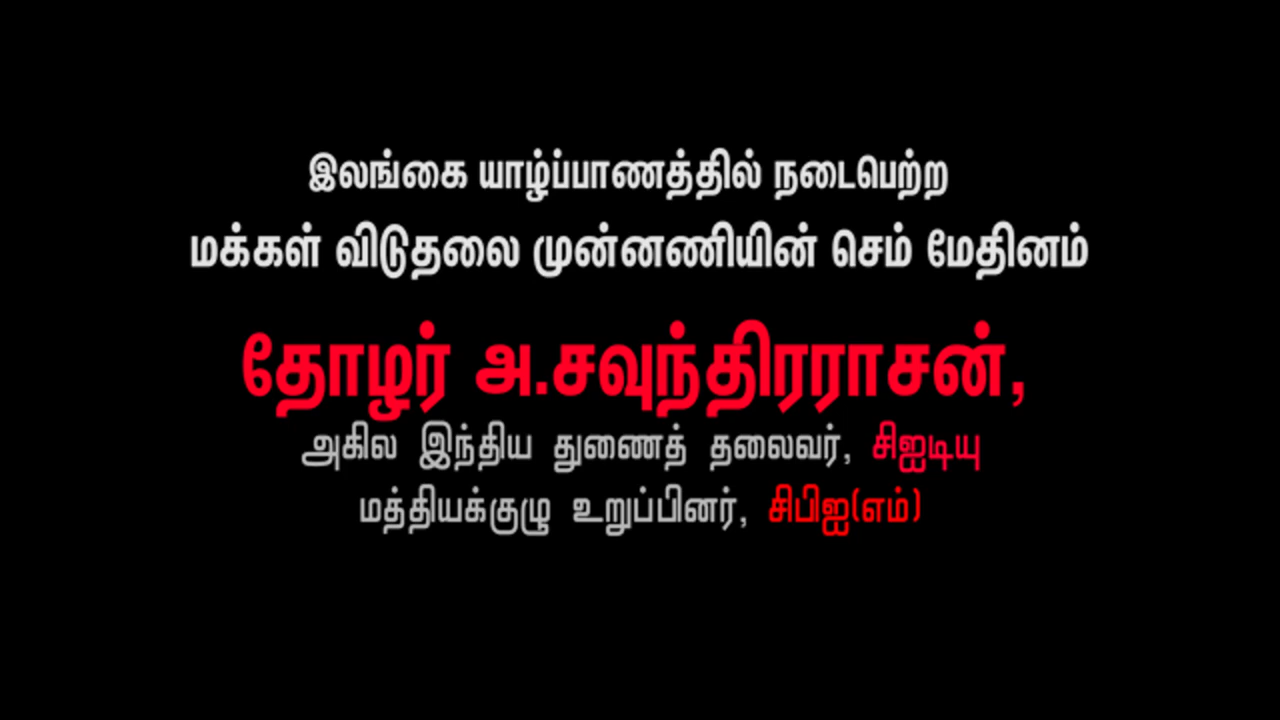 இலங்கை யாழ்ப்பாணத்தில் நடைபெற்ற
மக்கள் விடுதலை முன்னணியின் செம் மேதினம்
தோழர் அ.சவுந்திரராசன்,
அகில இந்திய துணைத் தலைவர், சிஐடியு
மத்தியக்குழு உறுப்பினர், சிபிஐ(எம்)